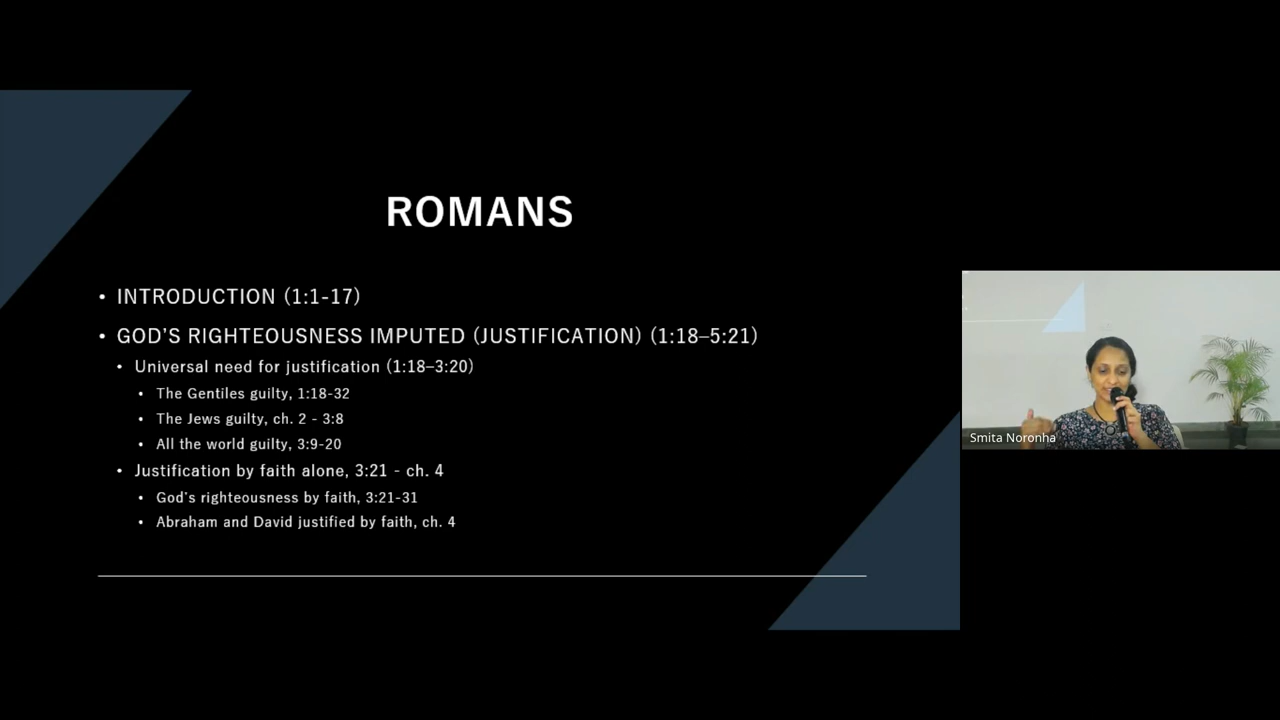 ROMANS
• INTRODUCTION (1:1-17)
• GOD'S RIGHTEOUSNESS IMPUTED (JUSTIFICATION) (1:18–5:21)
• Universal need for justification (1:18–3:20)
• The Gentiles guilty, 1:18-32
• The Jews guilty, ch. 2 - 3:8
• All the world guilty, 3:9-20
• Justification by faith alone, 3:21 - ch. 4
• God's righteousness by faith, 3:21-31
• Abraham and David justified by faith, ch. 4
Smita Noronha